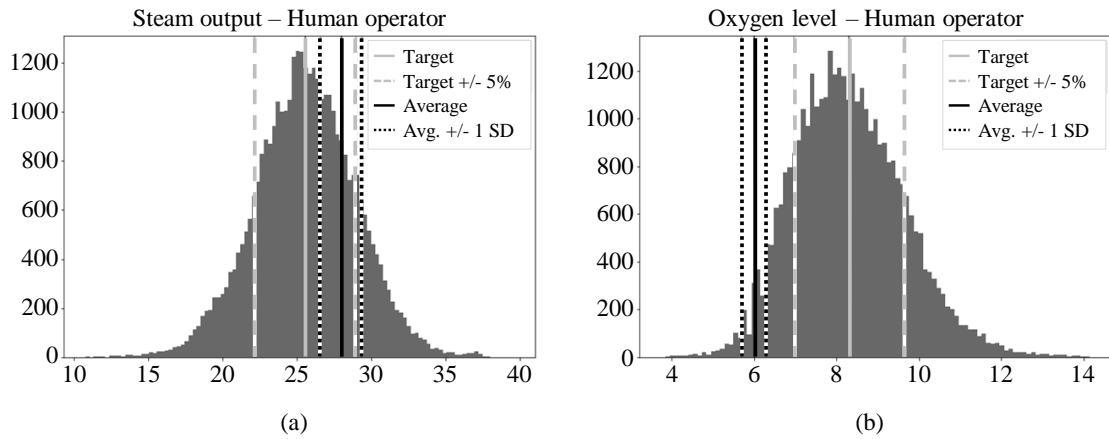 Steam output – Human operator
1200
1000
800
600
400
200
0
10 15 20 25 30 35 40
Target
Target +/- 5%
Average
Avg. +/- 1 SD
(a)
Oxygen level – Human operator
1200
1000
800
600
400
200
0
4 6 8 10 12 14
Target
Target +/- 5%
Average
Avg. +/- 1 SD
(b)